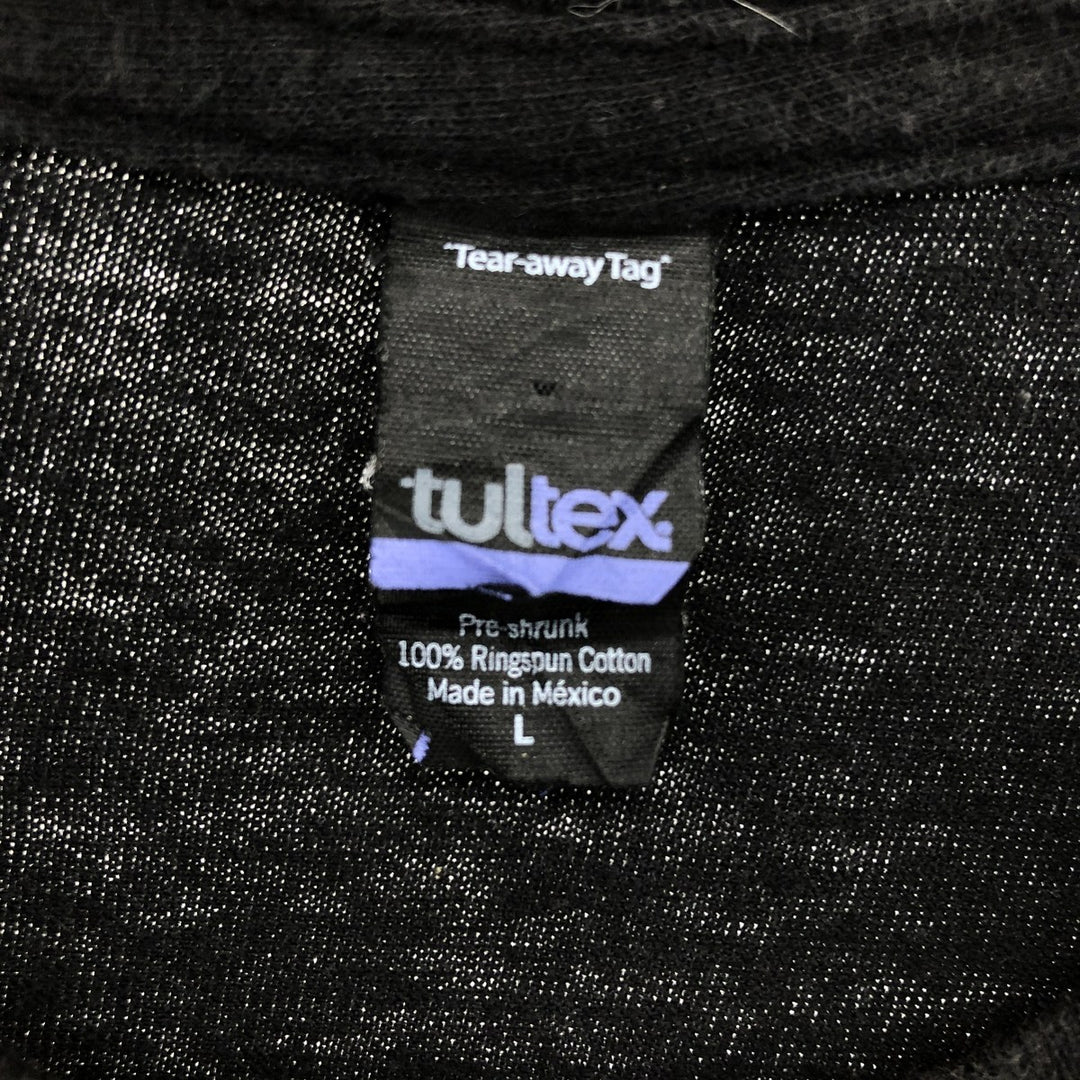 "Tear-away Tag"
w
tultex
Pre-shrunk
100% Ringspun Cotton
Made in México
L